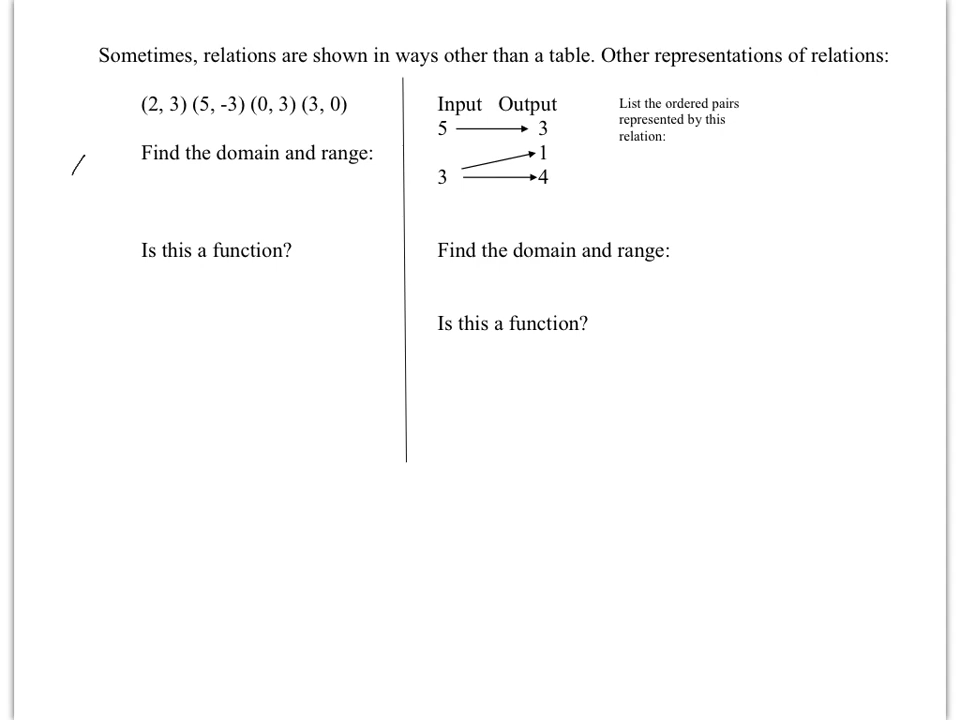 Sometimes, relations are shown in ways other than a table. Other representations of relations:
(2, 3) (5, -3) (0, 3) (3, 0)
Find the domain and range:
Is this a function?
Input Output
5 3
1
3 4
List the ordered pairs
represented by this
relation:
Find the domain and range:
Is this a function?